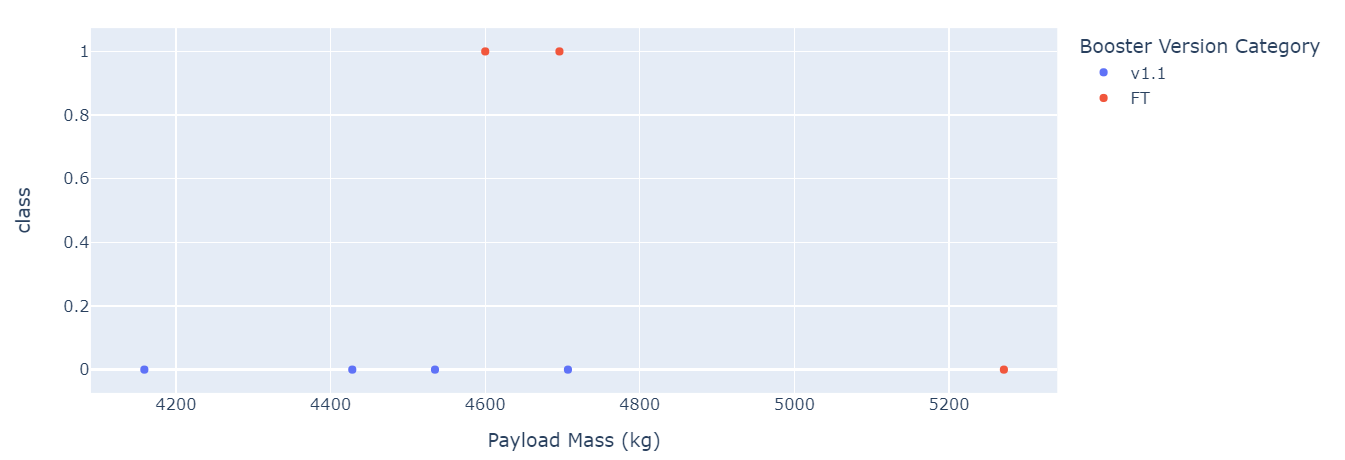 Booster Version Category
v1.1
FT
1
0.8
0.6
0.4
0.2
0
class
4200 4400 4600 4800 5000 5200
Payload Mass (kg)